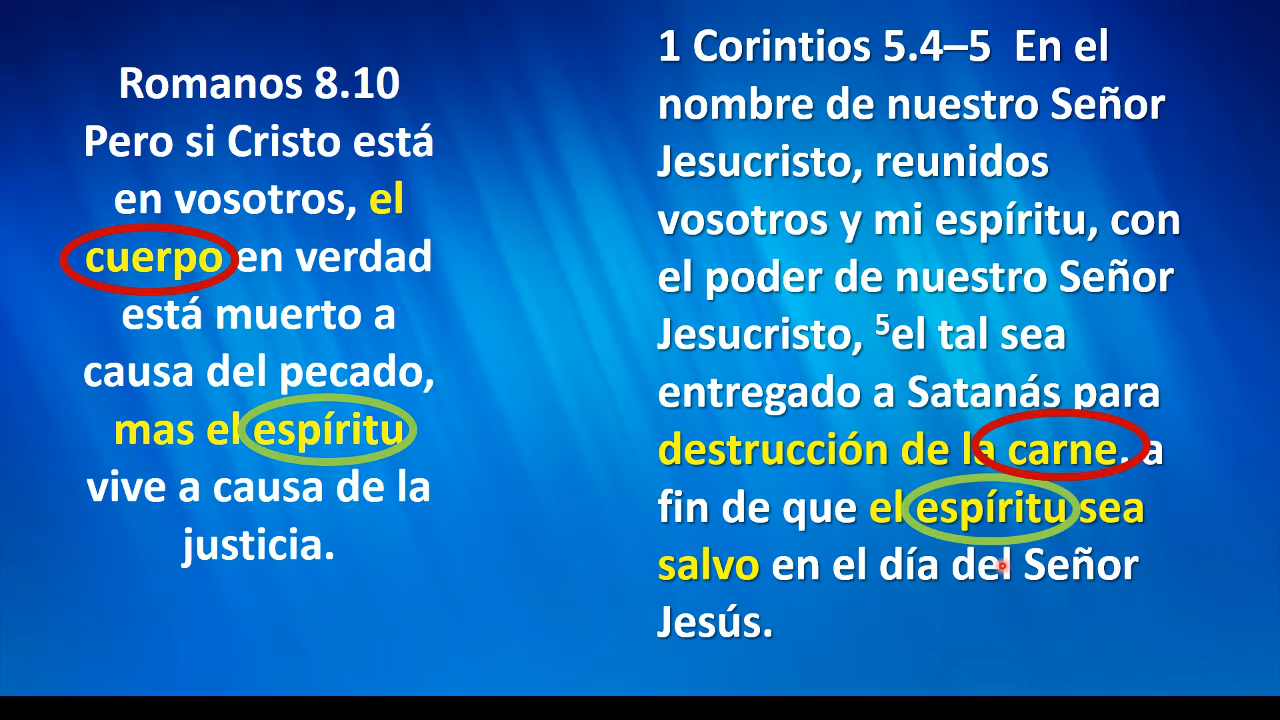 Romanos 8.10
Pero si Cristo está
en vosotros, el
cuerpo en verdad
está muerto a
causa del pecado,
mas el espíritu
vive a causa de la
justicia.
1 Corintios 5.4–5 En el
nombre de nuestro Señor
Jesucristo, reunidos
vosotros y mi espíritu, con
el poder de nuestro Señor
Jesucristo, ⁵el tal sea
entregado a Satanás para
destrucción de la carne, a
fin de que el espíritu sea
salvo en el día del Señor
Jesús.